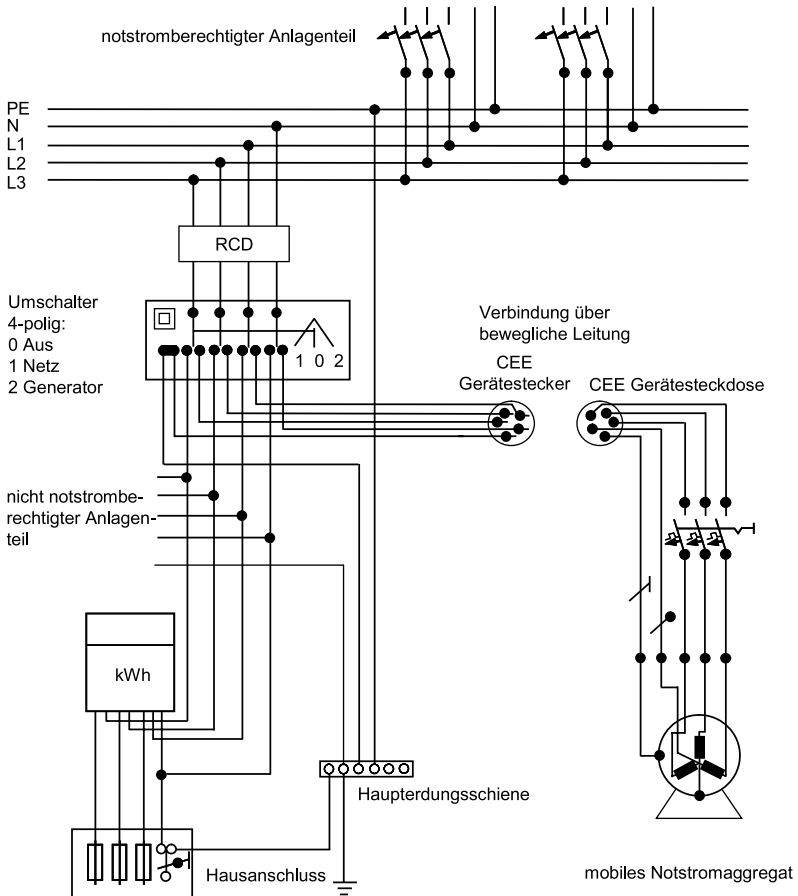 notstromberechtigter Anlagenteil
PE
N
L1
L2
L3
RCD
Umschalter
4-polig:
0 Aus
1 Netz
2 Generator
1 0 2
Verbindung über
bewegliche Leitung
CEE
Gerätestecker
CEE Gerätesteckdose
nicht notstrombe-
rechtigter Anlagen-
teil
kWh
Haupterdungsschiene
Hausanschluss
mobiles Notstromaggregat